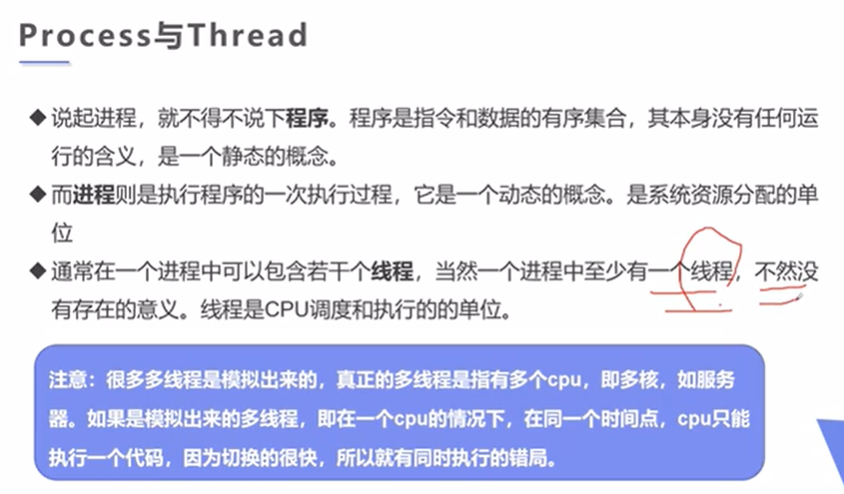 Process与Thread
◆说起进程，就不得不说下程序。程序是指令和数据的有序集合，其本身没有任何运
行的含义，是一个静态的概念。
◆而进程则是执行程序的一次执行过程，它是一个动态的概念。是系统资源分配的单
位
◆通常在一个进程中可以包含若干个线程，当然一个进程中至少有一个线程，不然没
有存在的意义。线程是CPU调度和执行的的单位。
注意：很多多线程是模拟出来的，真正的多线程是指有多个cpu，即多核，如服务
器。如果是模拟出来的多线程，即在一个cpu的情况下，在同一个时间点，cpu只能
执行一个代码，因为切换的很快，所以就有同时执行的错局。